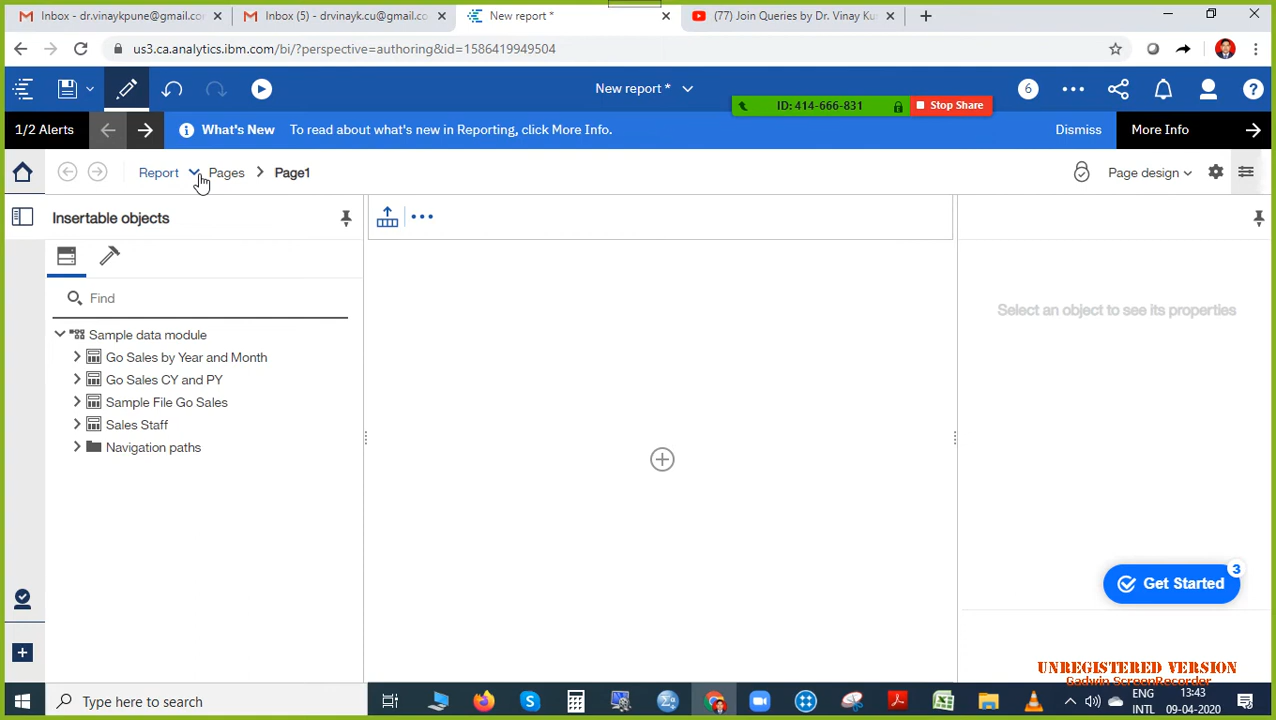 Inbox - dr.vinaykpune@gmail.con
Inbox (5) - drvinayk.cu@gmail.con
New report *
(77) Join Queries by Dr. Vinay Ku
us3.ca.analytics.ibm.com/bi/?perspective=authoring&id=1586419949504
New report *
6
ID: 414-666-831
Stop Share
1/2 Alerts
What's New
To read about what's new in Reporting, click More Info.
Dismiss
More Info
Report
Pages
Page1
Page design
Insertable objects
Find
Select an object to see its properties
Sample data module
Go Sales by Year and Month
Go Sales CY and PY
Sample File Go Sales
Sales Staff
Navigation paths
3
Get Started
UNREGISTERED VERSION
Gadwin ScreenRecorder
Type here to search
ENG
INTL
13:43
09-04-2020